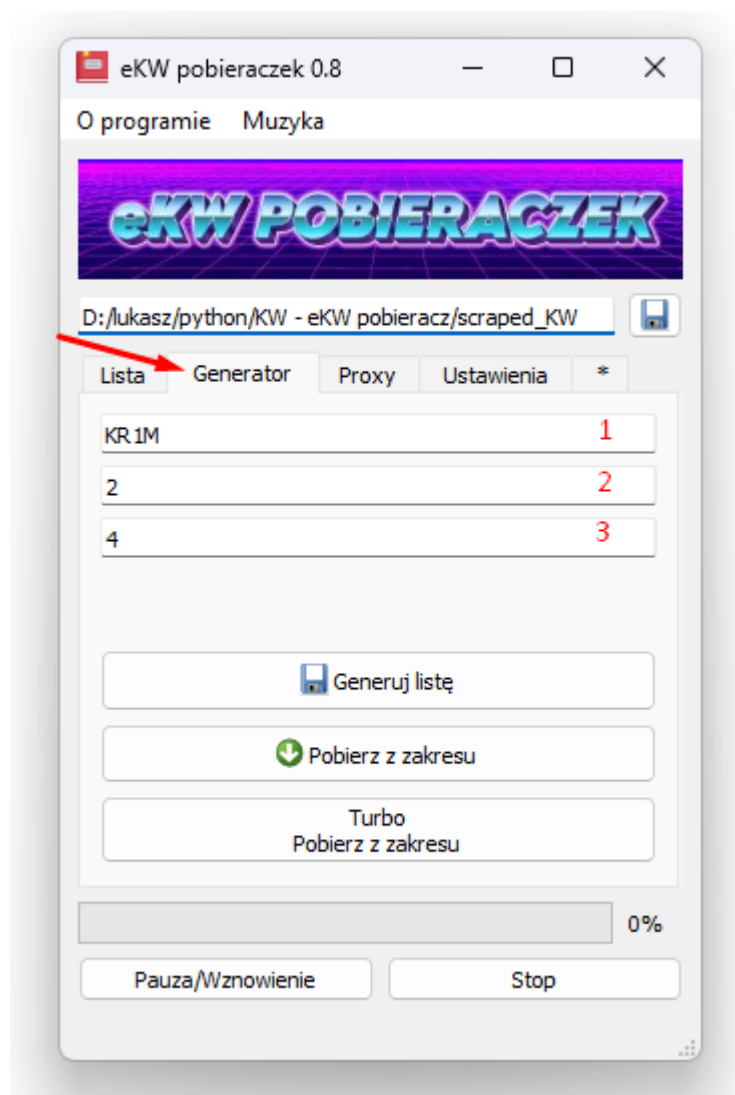 eKW pobieraczek 0.8
O programie Muzyka
eKW POBIERACZEK
D:/lukasz/python/KW - eKW pobieracz/scraped_KW
Lista Generator Proxy Ustawienia *
KR1M 1
2 2
4 3
Generuj listę
Pobierz z zakresu
Turbo
Pobierz z zakresu
0%
Pauza/Wznowienie Stop